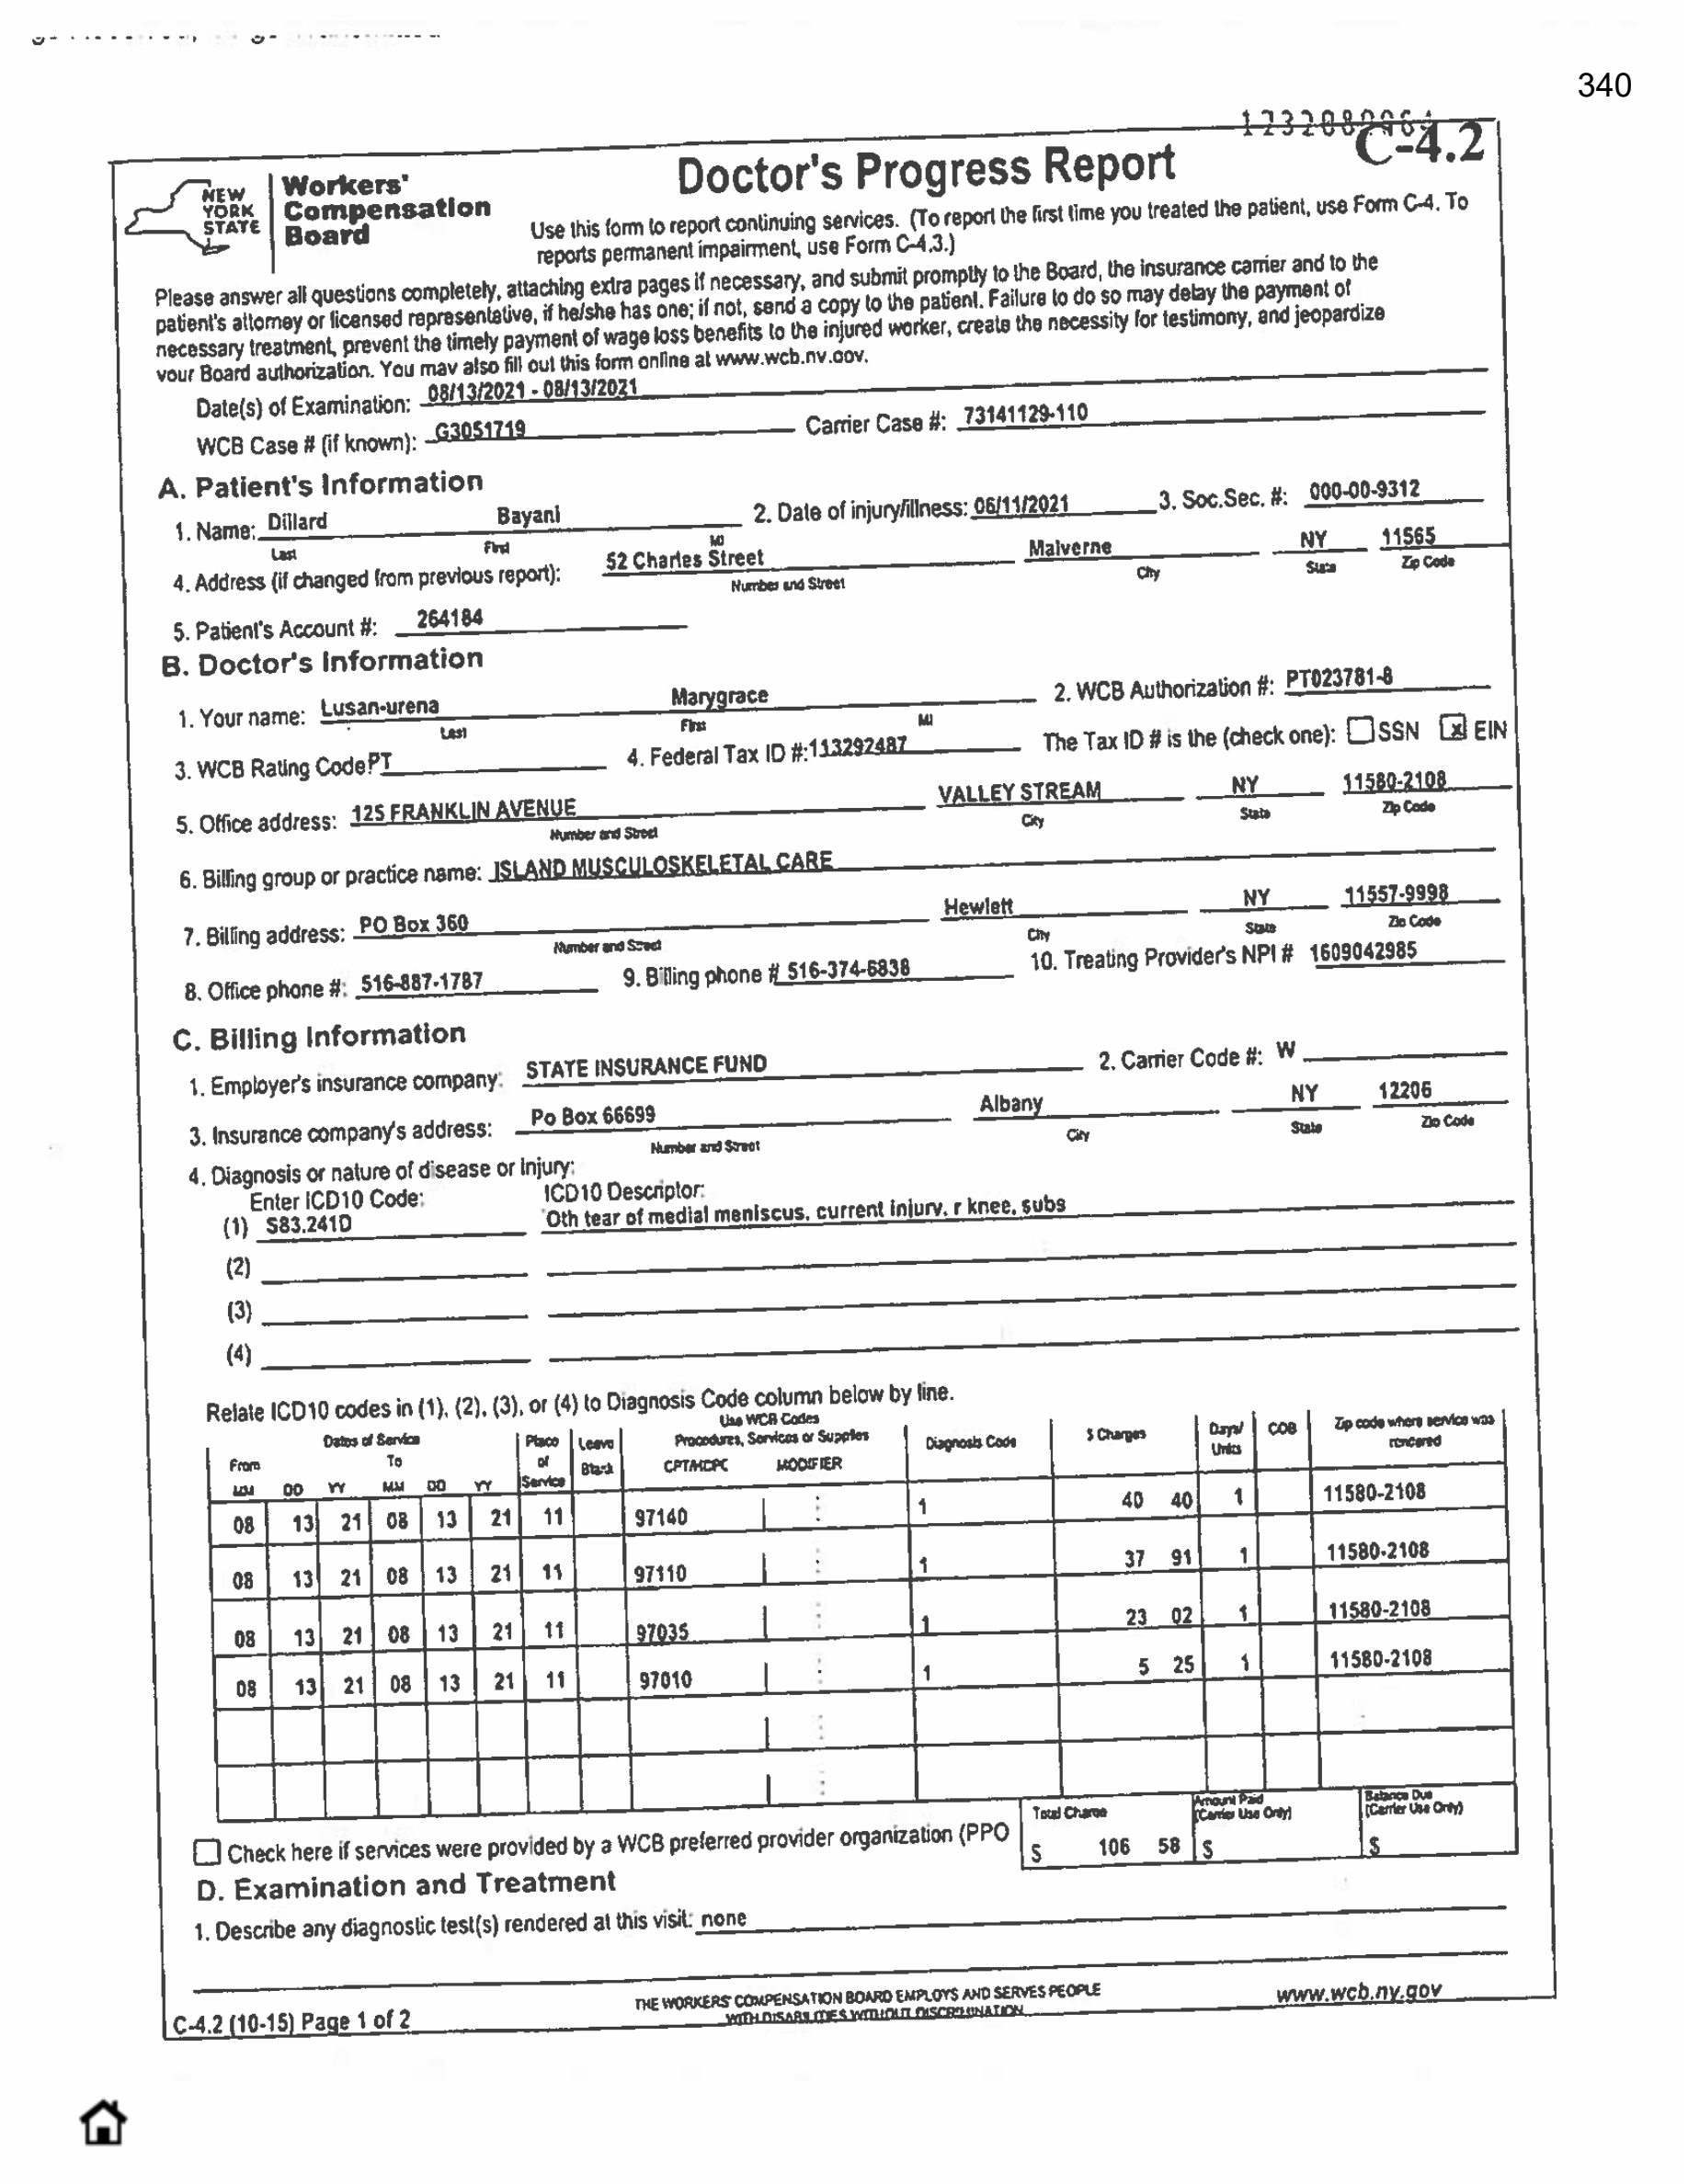 340
C-4.2
NEW YORK STATE
Workers' Compensation Board
Doctor's Progress Report
Use this form to report continuing services. (To report the first time you treated the patient, use Form C-4. To
reports permanent impairment, use Form C-4.3.)
Please answer all questions completely, attaching extra pages if necessary, and submit promptly to the Board, the insurance carrier and to the
patient's attorney or licensed representative, if he/she has one; if not, send a copy to the patient. Failure to do so may delay the payment of
necessary treatment, prevent the timely payment of wage loss benefits to the injured worker, create the necessity for testimony, and jeopardize
your Board authorization. You may also fill out this form online at www.wcb.ny.gov.
Date(s) of Examination: 08/13/2021 - 08/13/2021
WCB Case # (if known): G3051719 Carrier Case #: 73141129-110
A. Patient's Information
1. Name: Dillard Bayani 2. Date of injury/illness: 06/11/2021 3. Soc.Sec. #: 000-00-9312
Last First MI
4. Address (if changed from previous report): 52 Charles Street Malverne NY 11565
Number and Street City State Zip Code
5. Patient's Account #: 264184
B. Doctor's Information
1. Your name: Lusan-urena Marygrace 2. WCB Authorization #: PT023781-8
Last First MI
3. WCB Rating Code PT 4. Federal Tax ID #: 113292487 The Tax ID # is the (check one): SSN x EIN
5. Office address: 125 FRANKLIN AVENUE VALLEY STREAM NY 11580-2108
Number and Street City State Zip Code
6. Billing group or practice name: ISLAND MUSCULOSKELETAL CARE
7. Billing address: PO Box 360 Hewlett NY 11557-9998
Number and Street City State Zip Code
8. Office phone #: 516-887-1787 9. Billing phone # 516-374-6838 10. Treating Provider's NPI # 1609042985
C. Billing Information
1. Employer's insurance company: STATE INSURANCE FUND 2. Carrier Code #: W
3. Insurance company's address: Po Box 66699 Albany NY 12206
Number and Street City State Zip Code
4. Diagnosis or nature of disease or Injury:
Enter ICD10 Code: ICD10 Descriptor:
(1) S83.241D Oth tear of medial meniscus, current injury, r knee, subs
(2)
(3)
(4)
Relate ICD10 codes in (1), (2), (3), or (4) to Diagnosis Code column below by line.
Dates of Service Place of Service Leave Blank Use WCB Codes Procedures, Services or Supplies Diagnosis Code $ Charges Days/ Units COB Zip code where service was rendered
From To CPT/HCPC MODIFIER
MM DD YY MM DD YY
08 13 21 08 13 21 11 97140 1 40 40 1 11580-2108
08 13 21 08 13 21 11 97110 1 37 91 1 11580-2108
08 13 21 08 13 21 11 97035 1 23 02 1 11580-2108
08 13 21 08 13 21 11 97010 1 5 25 1 11580-2108
Total Charge Amount Paid (Carrier Use Only) Balance Due (Carrier Use Only)
Check here if services were provided by a WCB preferred provider organization (PPO $ 106 58 $ $
D. Examination and Treatment
1. Describe any diagnostic test(s) rendered at this visit: none
THE WORKERS' COMPENSATION BOARD EMPLOYS AND SERVES PEOPLE
WITH DISABILITIES WITHOUT DISCRIMINATION
www.wcb.ny.gov
C-4.2 (10-15) Page 1 of 2